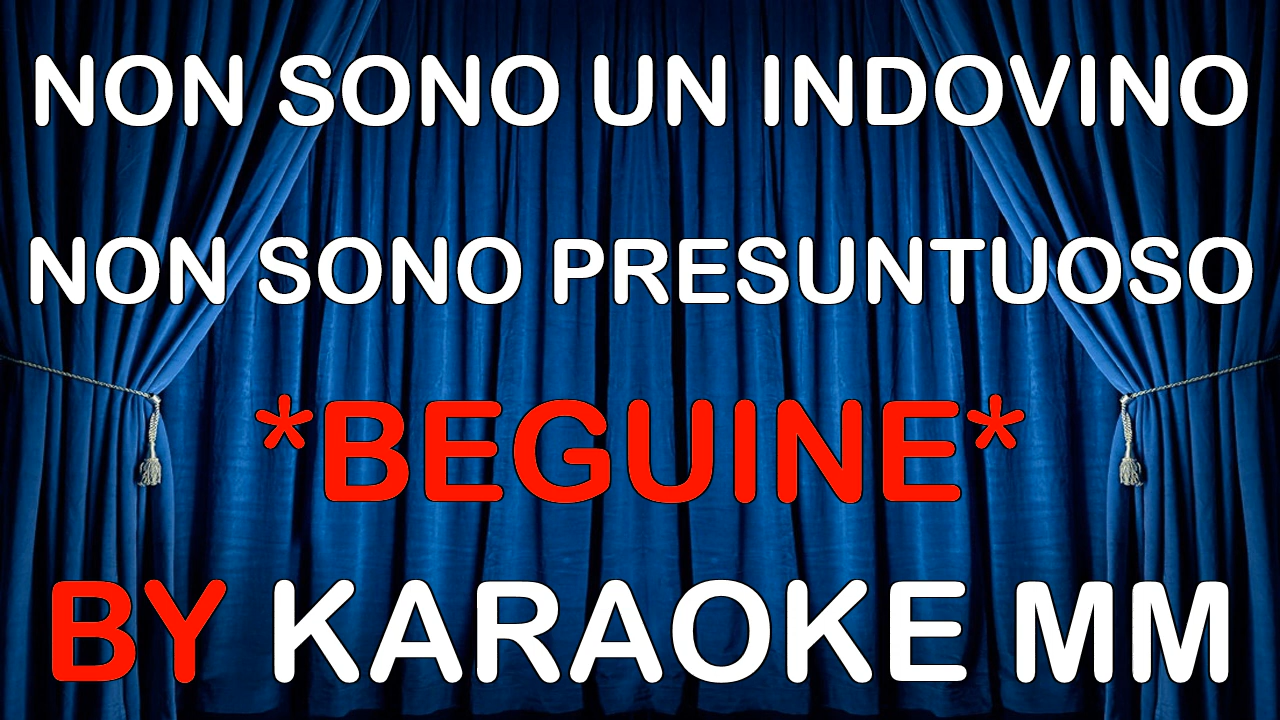 NON SONO UN INDOVINO
NON SONO PRESUNTUOSO
*BEGUINE*
BY KARAOKE MM